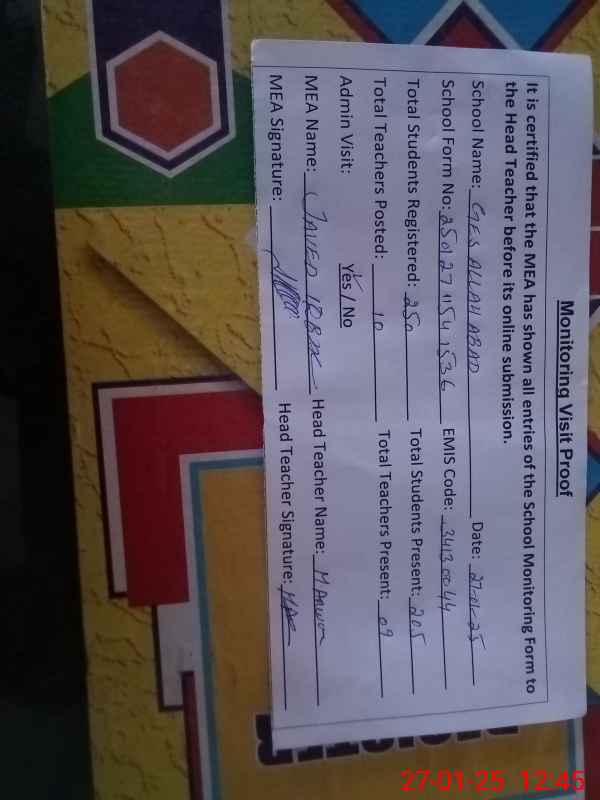 Monitoring Visit Proof
It is certified that the MEA has shown all entries of the School Monitoring Form to
the Head Teacher before its online submission.
School Name: GES ALLAH ABAD Date: 27-01-25
School Form No: 250127 1154 1536 EMIS Code: 34130044
Total Students Registered: 250 Total Students Present: 205
Total Teachers Posted: 10 Total Teachers Present: 09
Admin Visit: Yes / No
MEA Name: JAVED Head Teacher Name:
MEA Signature: Head Teacher Signature:
27-01-25 12:45